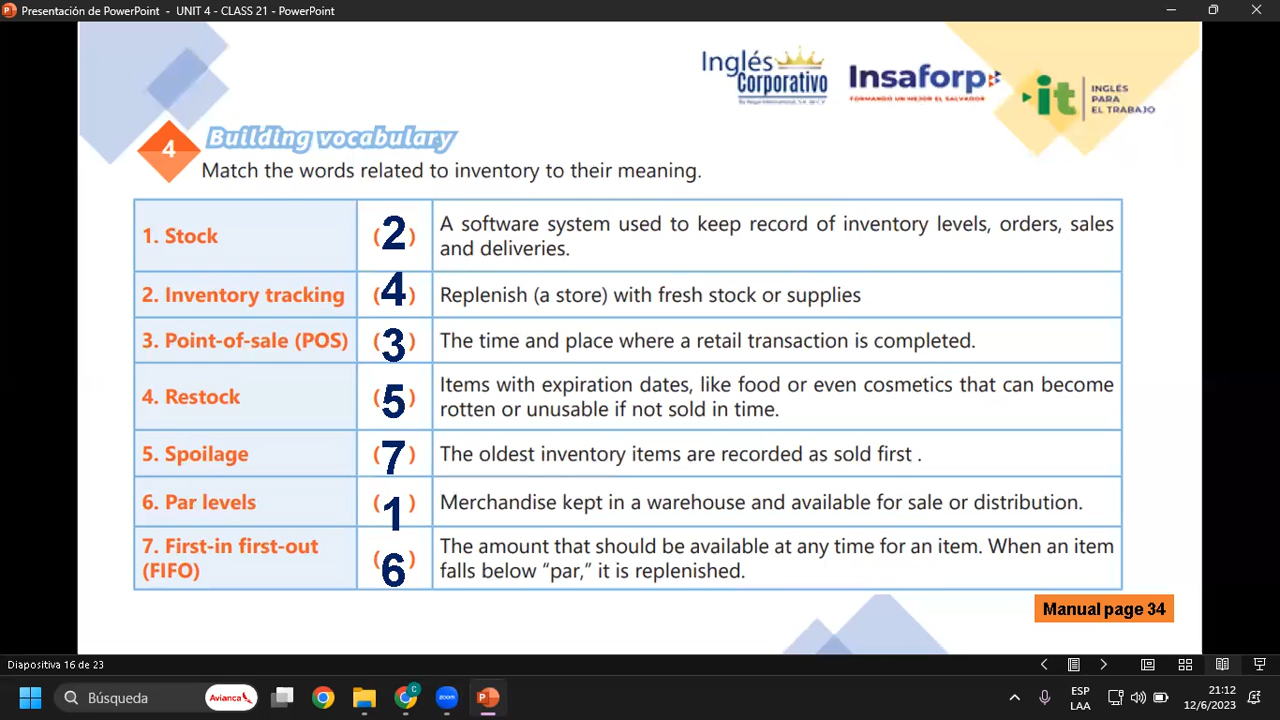 Presentación de PowerPoint - UNIT 4 - CLASS 21 - PowerPoint
Inglés
Corporativo
Insaforp
FORMANDO UN MEJOR EL SALVADOR
it
INGLÉS
PARA
EL TRABAJO
4
Building vocabulary
Match the words related to inventory to their meaning.
1. Stock
(2)
A software system used to keep record of inventory levels, orders, sales
and deliveries.
2. Inventory tracking
(4)
Replenish (a store) with fresh stock or supplies
3. Point-of-sale (POS)
(3)
The time and place where a retail transaction is completed.
4. Restock
(5)
Items with expiration dates, like food or even cosmetics that can become
rotten or unusable if not sold in time.
5. Spoilage
(7)
The oldest inventory items are recorded as sold first .
6. Par levels
(1)
Merchandise kept in a warehouse and available for sale or distribution.
7. First-in first-out
(FIFO)
(6)
The amount that should be available at any time for an item. When an item
falls below “par,” it is replenished.
Manual page 34
Diapositiva 16 de 23
Búsqueda
Avianca
C
zoom
ESP
LAA
21:12
12/6/2023